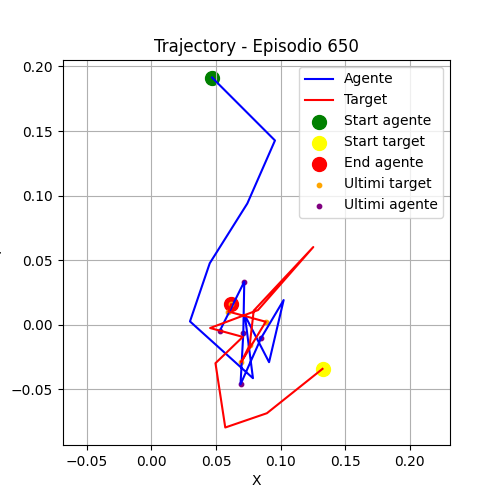 Trajectory - Episodio 650
0.20
0.15
0.10
0.05
0.00
−0.05
−0.05
0.00
0.05
0.10
0.15
0.20
X
Agente
Target
Start agente
Start target
End agente
Ultimi target
Ultimi agente